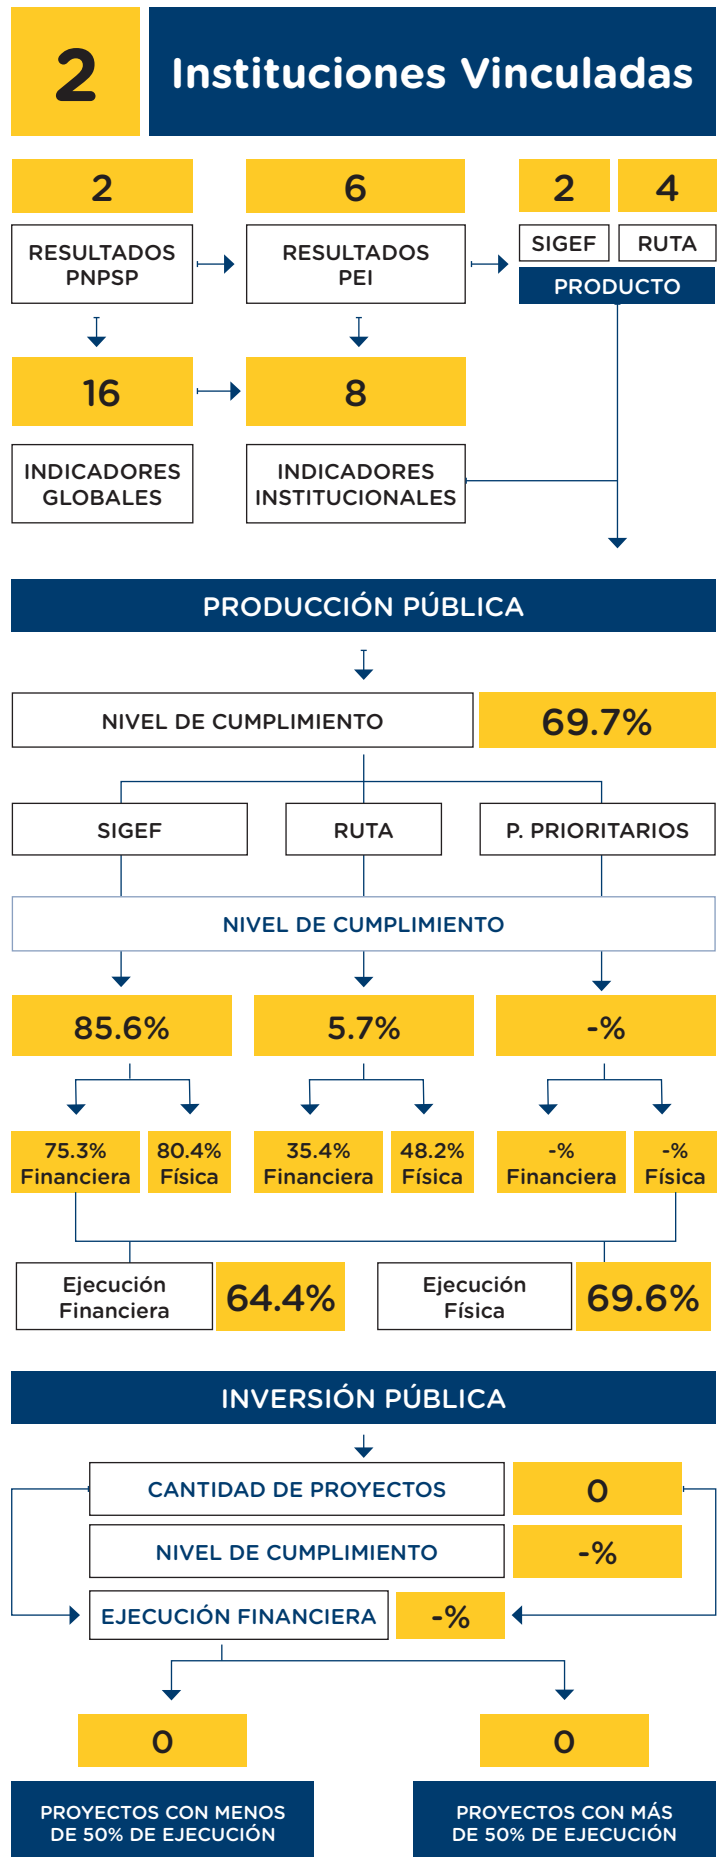 2
Instituciones Vinculadas
2
6
2
4
RESULTADOS
PNPSP
RESULTADOS
PEI
SIGEF
RUTA
PRODUCTO
16
8
INDICADORES
GLOBALES
INDICADORES
INSTITUCIONALES
PRODUCCIÓN PÚBLICA
NIVEL DE CUMPLIMIENTO
69.7%
SIGEF
RUTA
P. PRIORITARIOS
NIVEL DE CUMPLIMIENTO
85.6%
5.7%
-%
75.3%
Financiera
80.4%
Física
35.4%
Financiera
48.2%
Física
-%
Financiera
-%
Física
Ejecución
Financiera
64.4%
Ejecución
Física
69.6%
INVERSIÓN PÚBLICA
CANTIDAD DE PROYECTOS
0
NIVEL DE CUMPLIMIENTO
-%
EJECUCIÓN FINANCIERA
-%
0
0
PROYECTOS CON MENOS
DE 50% DE EJECUCIÓN
PROYECTOS CON MÁS
DE 50% DE EJECUCIÓN